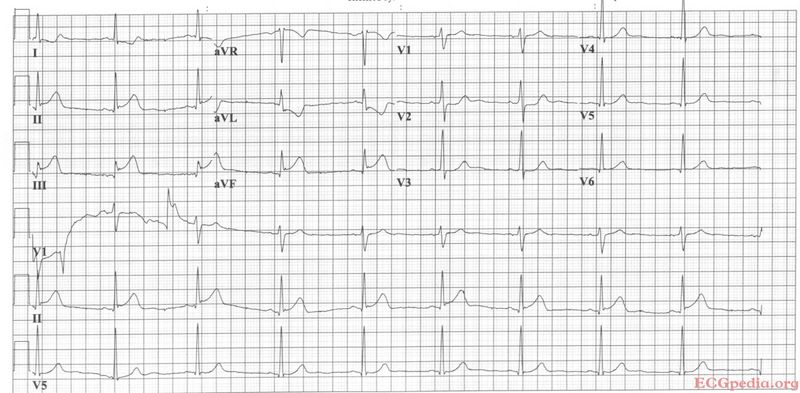 I aVR V1 V4
II aVL V2 V5
III aVF V3 V6
V1
II
V5
ECGpedia.org